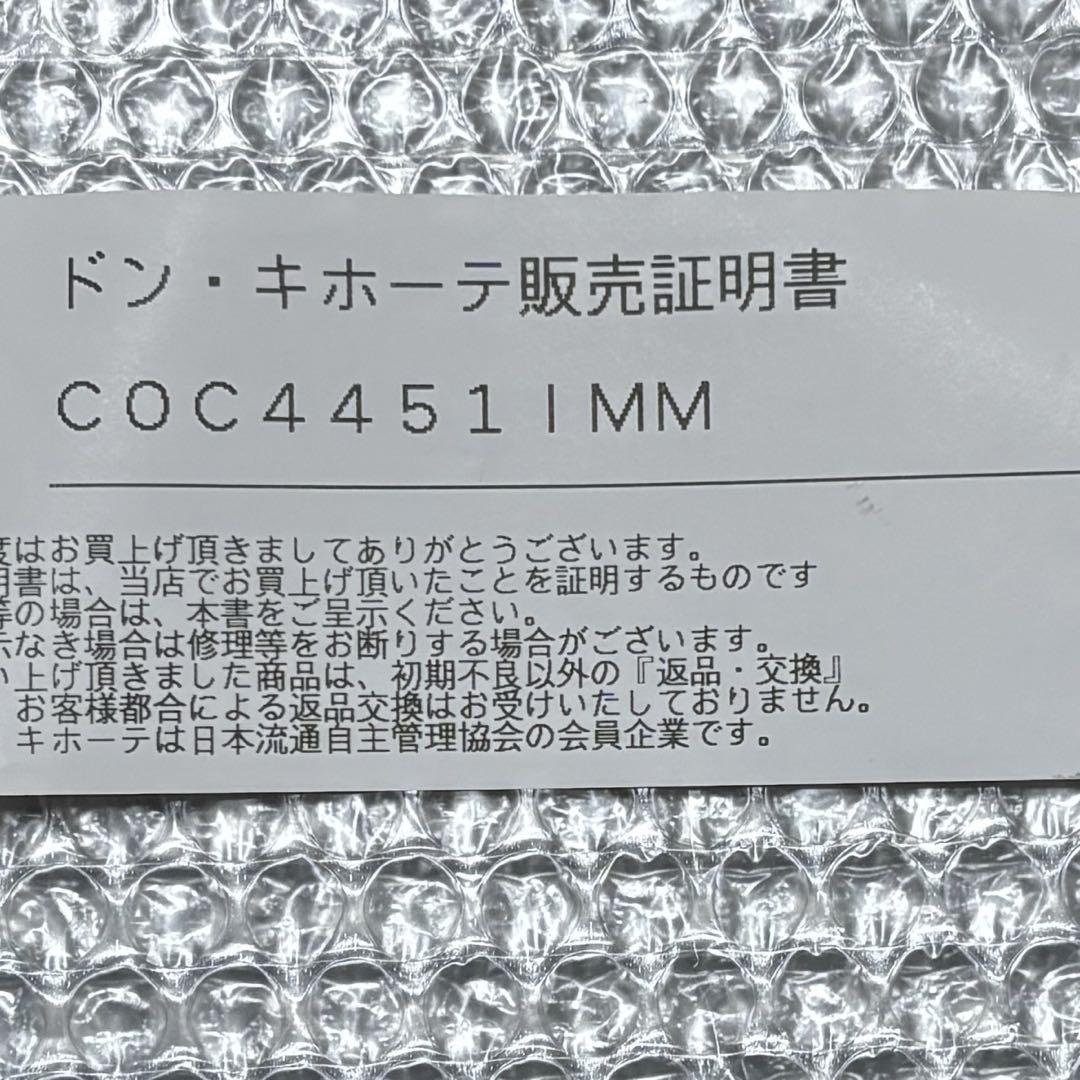 ドン・キホーテ販売証明書
COC4451IMM
度はお買上げ頂きましてありがとうございます。
明書は、当店でお買上げ頂いたことを証明するものです
等の場合は、本書をご呈示ください。
示なき場合は修理等をお断りする場合がございます。
い上げ頂きました商品は、初期不良以外の『返品・交換』
お客様都合による返品交換はお受けいたしておりません。
キホーテは日本流通自主管理協会の会員企業です。